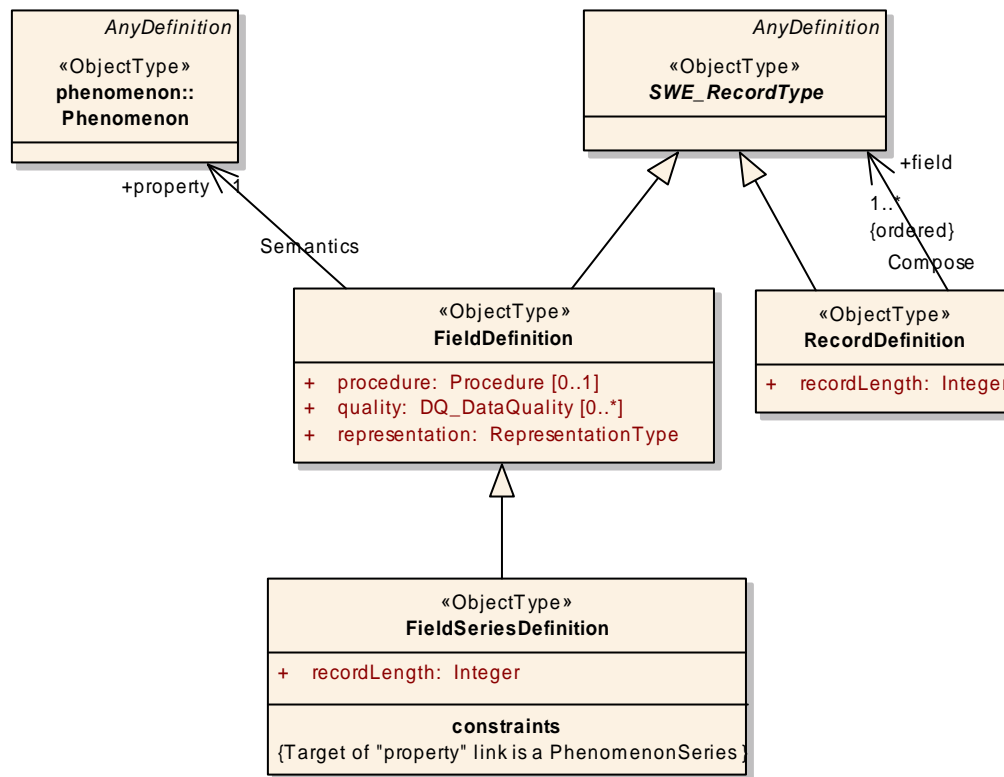 AnyDefinition
«ObjectType»
phenomenon::
Phenomenon
AnyDefinition
«ObjectType»
SWE_RecordType
+property
1
+field
1..*
{ordered}
Semantics
Compose
«ObjectType»
FieldDefinition
+ procedure: Procedure [0..1]
+ quality: DQ_DataQuality [0..*]
+ representation: RepresentationType
«ObjectType»
RecordDefinition
+ recordLength: Integer
«ObjectType»
FieldSeriesDefinition
+ recordLength: Integer
constraints
{Target of "property" link is a PhenomenonSeries}